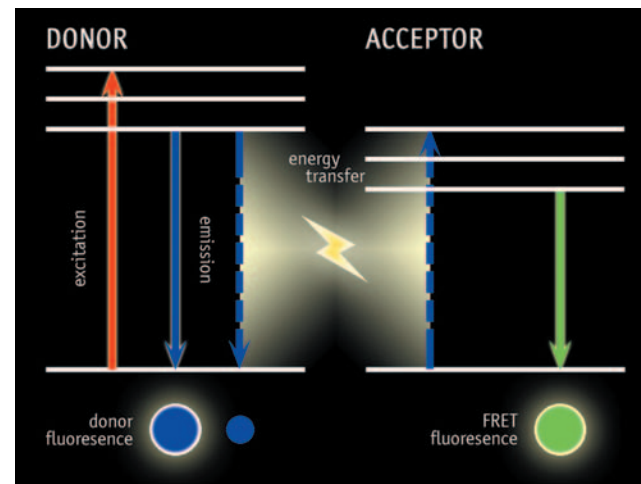 DONOR
ACCEPTOR
energy
transfer
excitation
emission
donor
fluoresence
FRET
fluoresence